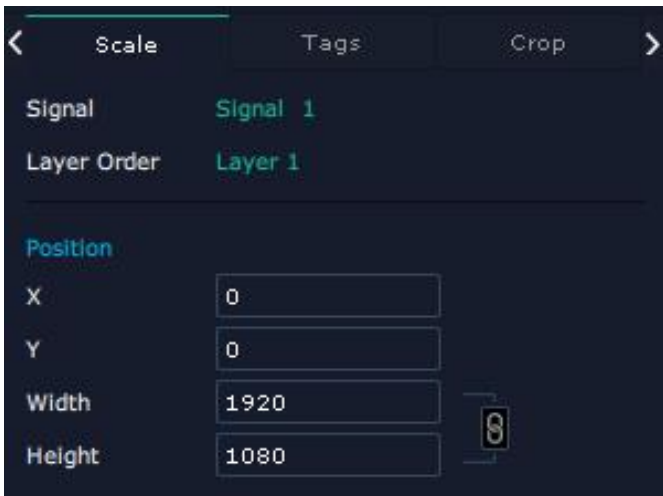 Scale Tags Crop
Signal Signal 1
Layer Order Layer 1
Position
X 0
Y 0
Width 1920
Height 1080